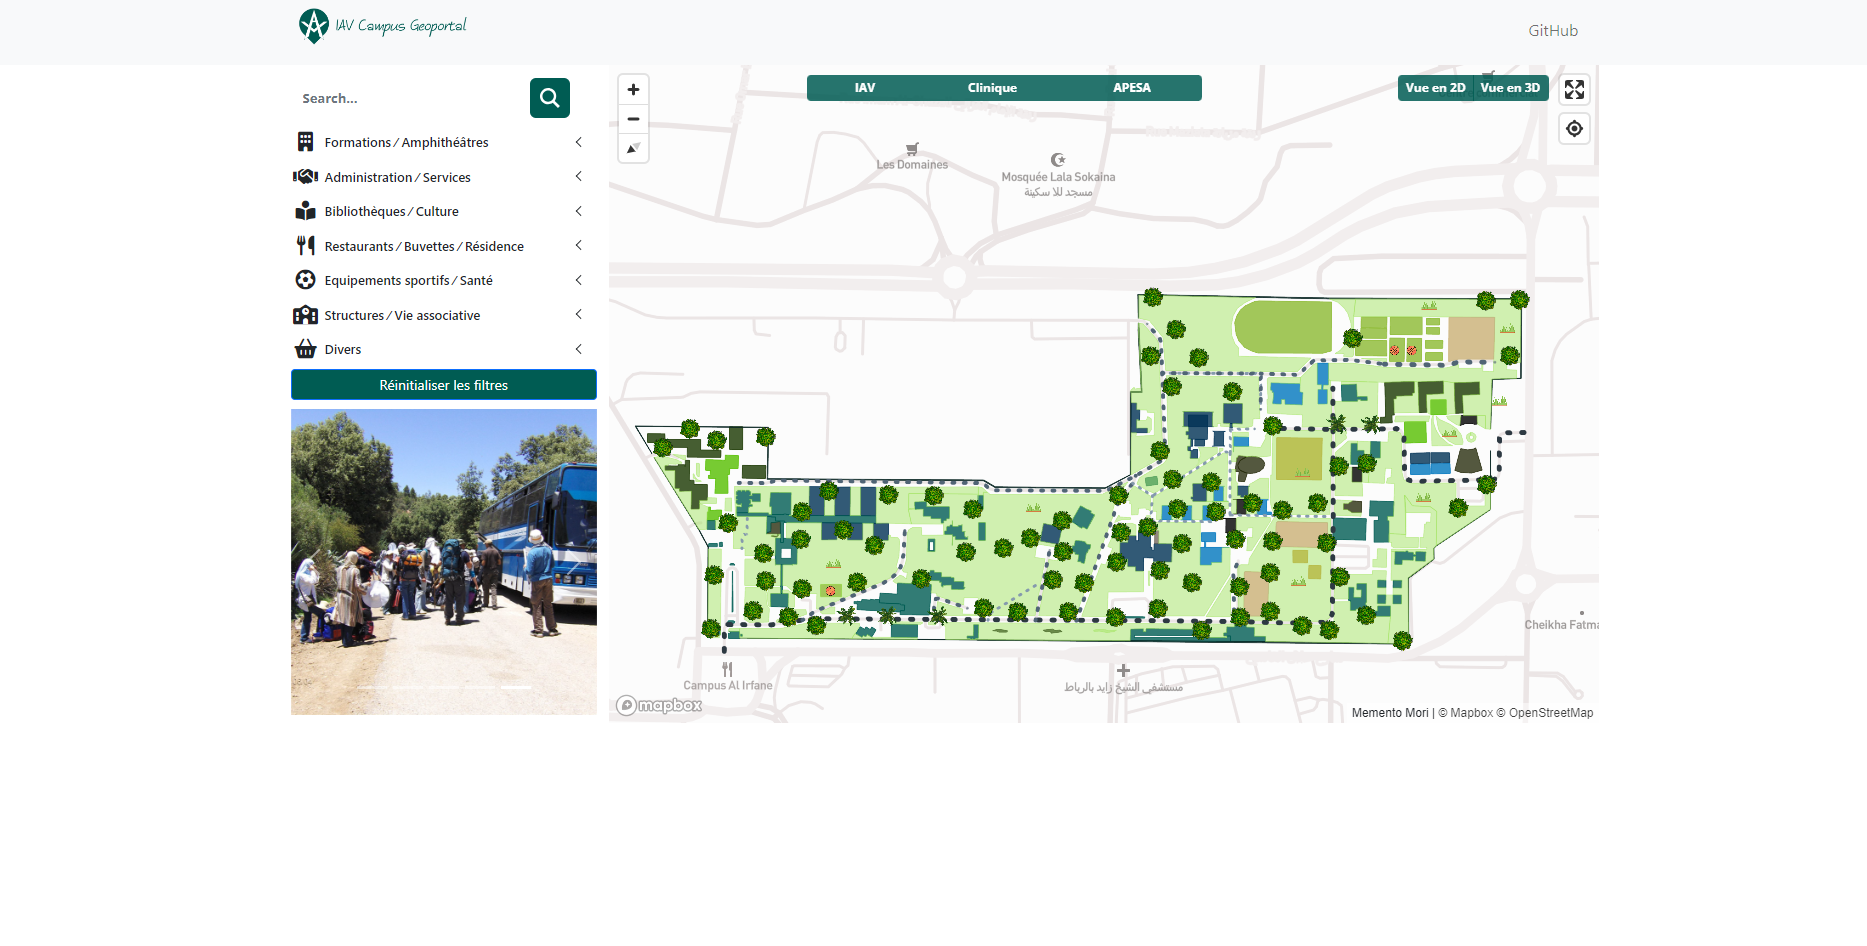 IAV Campus Geoportal
GitHub
Search...
Formations / Amphithéâtres
Administration / Services
Bibliothèques / Culture
Restaurants / Buvettes / Résidence
Equipements sportifs / Santé
Structures / Vie associative
Divers
Réinitialiser les filtres
IAV
Clinique
APESA
Vue en 2D
Vue en 3D
Les Domaines
Mosquée Lala Sokaina
مسجد للا سكينة
Cheikha Fatma
Campus Al Irfane
مستشفى الشيخ زايد بالرباط
mapbox
Memento Mori | © Mapbox © OpenStreetMap